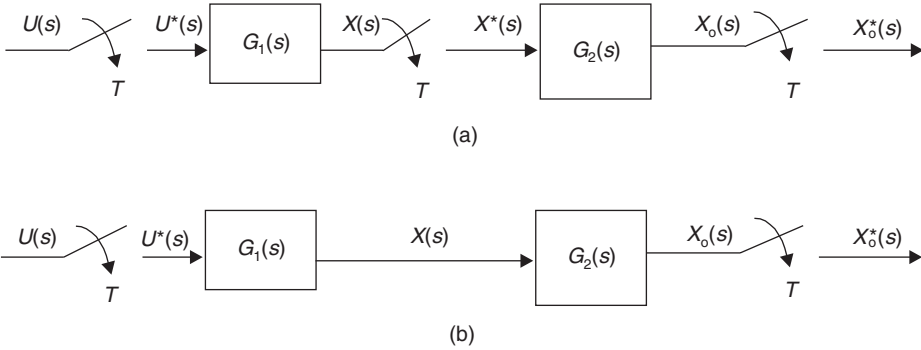 U(s) U*(s) G₁(s) X(s) X*(s) G₂(s) Xₒ(s) Xₒ*(s)
T T T
(a)
U(s) U*(s) G₁(s) X(s) G₂(s) Xₒ(s) Xₒ*(s)
T T
(b)